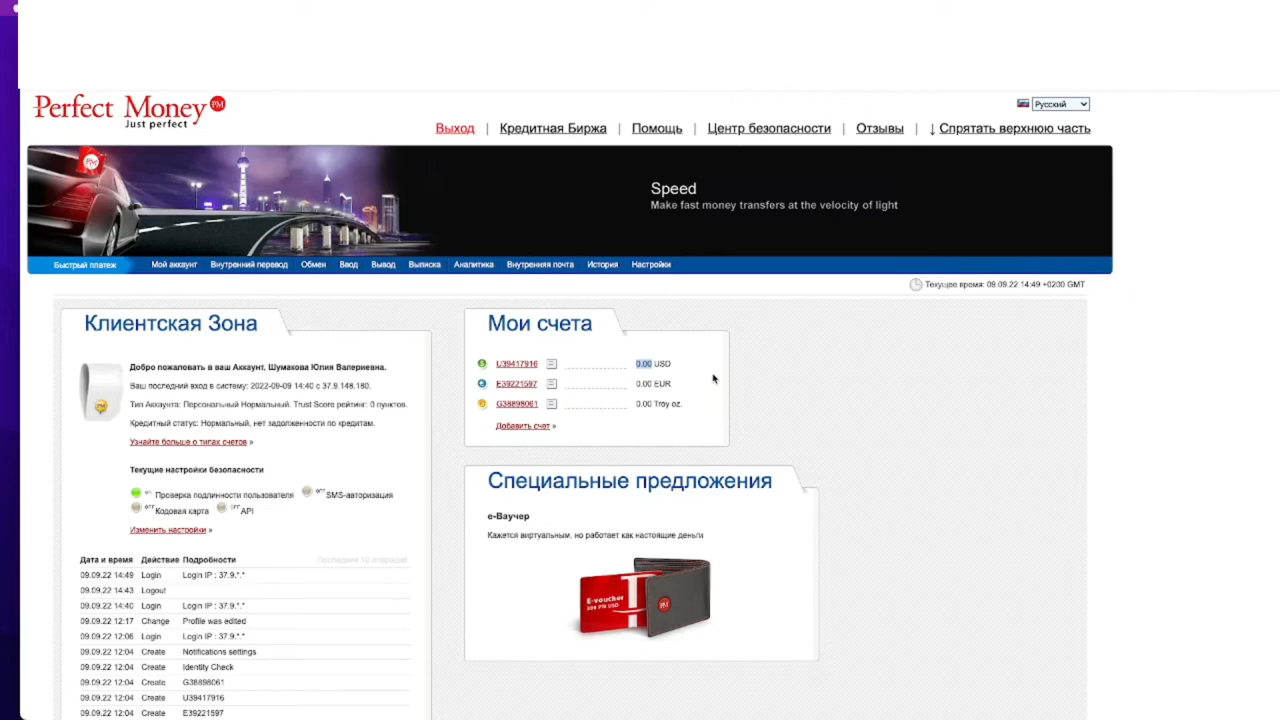 Perfect Money PM
Just perfect
Русский
Выход | Кредитная Биржа | Помощь | Центр безопасности | Отзывы | ↓ Спрятать верхнюю часть
PM
Speed
Make fast money transfers at the velocity of light
Быстрый платеж Мой аккаунт Внутренний перевод Обмен Ввод Вывод Выписка Аналитика Внутренняя почта История Настройки
Текущее время: 09.09.22 14:49 +0200 GMT
Клиентская Зона
Добро пожаловать в ваш Аккаунт, Шумакова Юлия Валериевна.
Ваш последний вход в систему: 2022-09-09 14:40 с 37.9.148.180.
Тип Аккаунта: Персональный Нормальный. Trust Score рейтинг: 0 пунктов.
Кредитный статус: Нормальный, нет задолженности по кредитам.
Узнайте больше о типах счетов »
Текущие настройки безопасности
ON Проверка подлинности пользователя OFF SMS-авторизация
OFF Кодовая карта OFF API
Изменить настройки »
Дата и время Действие Подробности Последнее 10 операций
09.09.22 14:49 Login Login IP : 37.9.*.*
09.09.22 14:43 Logout
09.09.22 14:40 Login Login IP : 37.9.*.*
09.09.22 12:17 Change Profile was edited
09.09.22 12:06 Login Login IP : 37.9.*.*
09.09.22 12:04 Create Notifications settings
09.09.22 12:04 Create Identity Check
09.09.22 12:04 Create G38898061
09.09.22 12:04 Create U39417916
09.09.22 12:04 Create E39221597
Мои счета
U39417916 0.00 USD
E39221597 0.00 EUR
G38898061 0.00 Troy oz.
Добавить счет »
Специальные предложения
е-Ваучер
Кажется виртуальным, но работает как настоящие деньги
E-voucher
PM